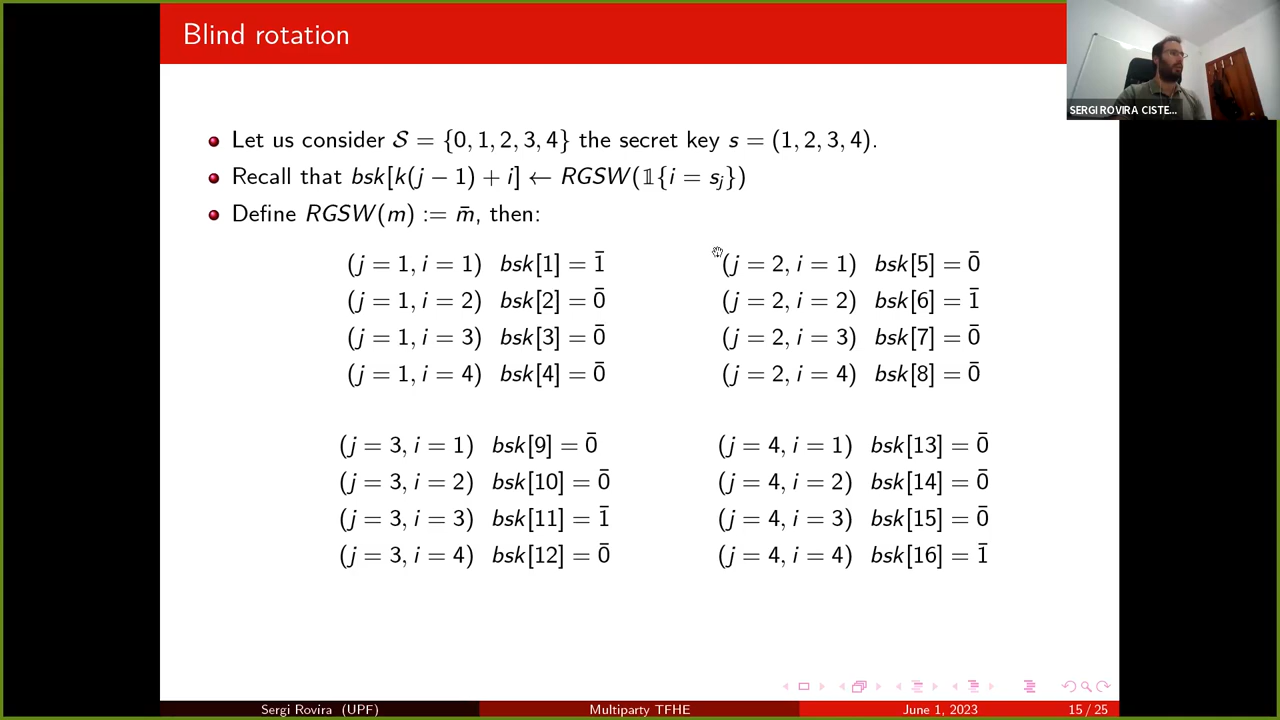 Blind rotation
SERGI ROVIRA CISTE...
Let us consider 𝒮 = {0, 1, 2, 3, 4} the secret key s = (1, 2, 3, 4).
Recall that bsk[k(j − 1) + i] ← RGSW(𝟙{i = sⱼ})
Define RGSW(m) := m̄, then:
(j = 1, i = 1) bsk[1] = 1̄
(j = 1, i = 2) bsk[2] = 0̄
(j = 1, i = 3) bsk[3] = 0̄
(j = 1, i = 4) bsk[4] = 0̄
(j = 2, i = 1) bsk[5] = 0̄
(j = 2, i = 2) bsk[6] = 1̄
(j = 2, i = 3) bsk[7] = 0̄
(j = 2, i = 4) bsk[8] = 0̄
(j = 3, i = 1) bsk[9] = 0̄
(j = 3, i = 2) bsk[10] = 0̄
(j = 3, i = 3) bsk[11] = 1̄
(j = 3, i = 4) bsk[12] = 0̄
(j = 4, i = 1) bsk[13] = 0̄
(j = 4, i = 2) bsk[14] = 0̄
(j = 4, i = 3) bsk[15] = 0̄
(j = 4, i = 4) bsk[16] = 1̄
Sergi Rovira (UPF) Multiparty TFHE June 1, 2023 15 / 25